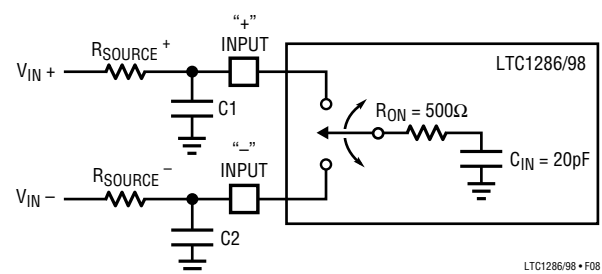 "+"
INPUT
RSOURCE+
VIN+
C1
LTC1286/98
RON = 500Ω
CIN = 20pF
"–"
INPUT
RSOURCE–
VIN–
C2
LTC1286/98 • F08